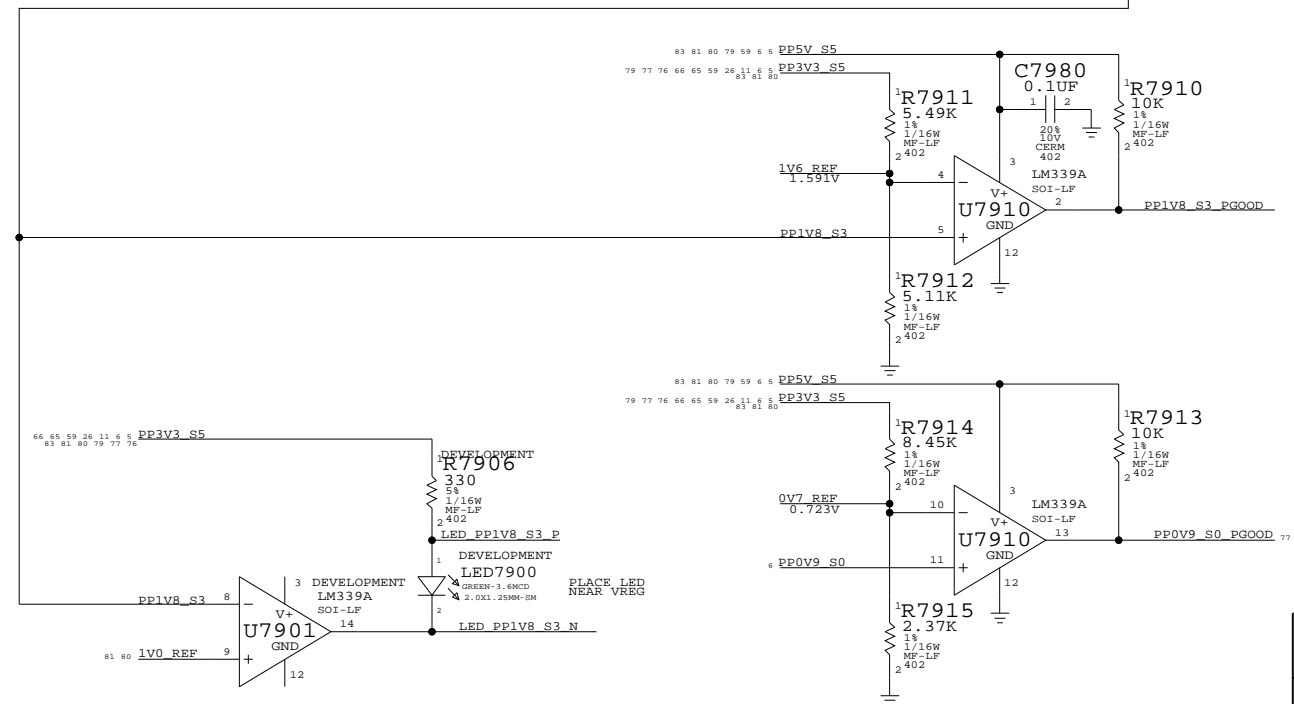 83 81 80 79 59 6 5 PP5V_S5
79 77 76 66 65 59 26 11 6 5 PP3V3_S5
83 81 80
C7980
0.1UF
1 2
20%
10V
CERM
402
1 R7910
10K
1%
1/16W
MF-LF
2 402
1 R7911
5.49K
1%
1/16W
MF-LF
2 402
1V6_REF
1.591V
4
3
LM339A
SOI-LF
V+
U7910
GND
2
PP1V8_S3_PGOOD
PP1V8_S3
5
12
1 R7912
5.11K
1%
1/16W
MF-LF
2 402
83 81 80 79 59 6 5 PP5V_S5
79 77 76 66 65 59 26 11 6 5 PP3V3_S5
83 81 80
1 R7913
10K
1%
1/16W
MF-LF
2 402
1 R7914
8.45K
1%
1/16W
MF-LF
2 402
0V7_REF
0.723V
10
3
LM339A
SOI-LF
V+
U7910
GND
13
PP0V9_S0_PGOOD 77
6 PP0V9_S0
11
12
1 R7915
2.37K
1%
1/16W
MF-LF
2 402
66 65 59 26 11 6 5 PP3V3_S5
83 81 80 79 77 76
DEVELOPMENT
1 R7906
330
5%
1/16W
MF-LF
2 402
LED_PP1V8_S3_P
1
DEVELOPMENT
LED7900
GREEN-3.6MCD
2.0X1.25MM-SM
2
PLACE LED
NEAR VREG
PP1V8_S3
8
3
DEVELOPMENT
LM339A
SOI-LF
V+
U7901
GND
14
LED_PP1V8_S3_N
81 80 1V0_REF
9
12